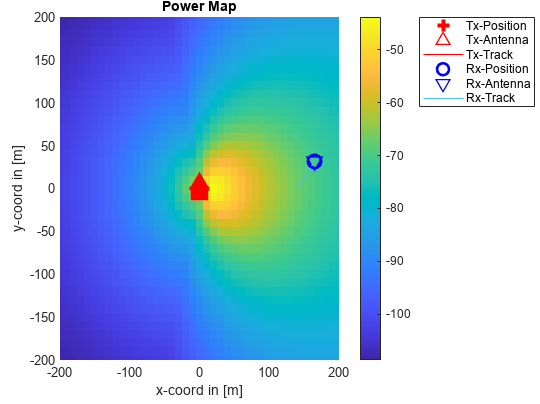 Power Map
200
150
100
50
0
-50
-100
-150
-200
-200
-100
0
100
200
x-coord in [m]
y-coord in [m]
-50
-60
-70
-80
-90
-100
Tx-Position
Tx-Antenna
Tx-Track
Rx-Position
Rx-Antenna
Rx-Track